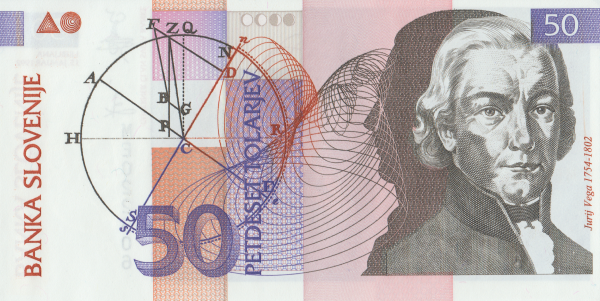 BANKA SLOVENIJE
50
PETDESET TOLARJEV
50
Jurij Vega 1754-1802
F
Z
Q
N
n
A
D
B
G
H
P
R
C
S